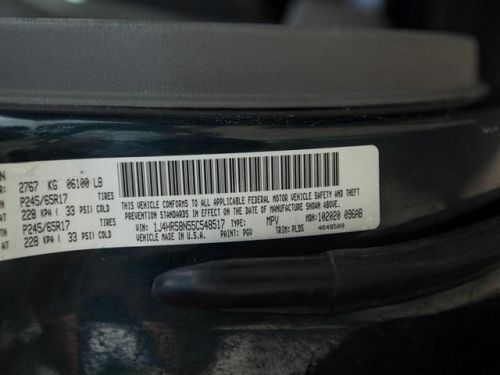 2767 KG 06100 LB
P245/65R17 TIRES
228 KPA ( 33 PSI) COLD
P245/65R17 TIRES
228 KPA ( 33 PSI) COLD
THIS VEHICLE CONFORMS TO ALL APPLICABLE FEDERAL MOTOR VEHICLE SAFETY AND THEFT
PREVENTION STANDARDS IN EFFECT ON THE DATE OF MANUFACTURE SHOWN ABOVE.
VIN: 1J4HR58N55C548517 TYPE: MPV MDH: 102020 096AB
VEHICLE MADE IN U.S.A. PAINT: PGV TRIM: PLD5 4648509